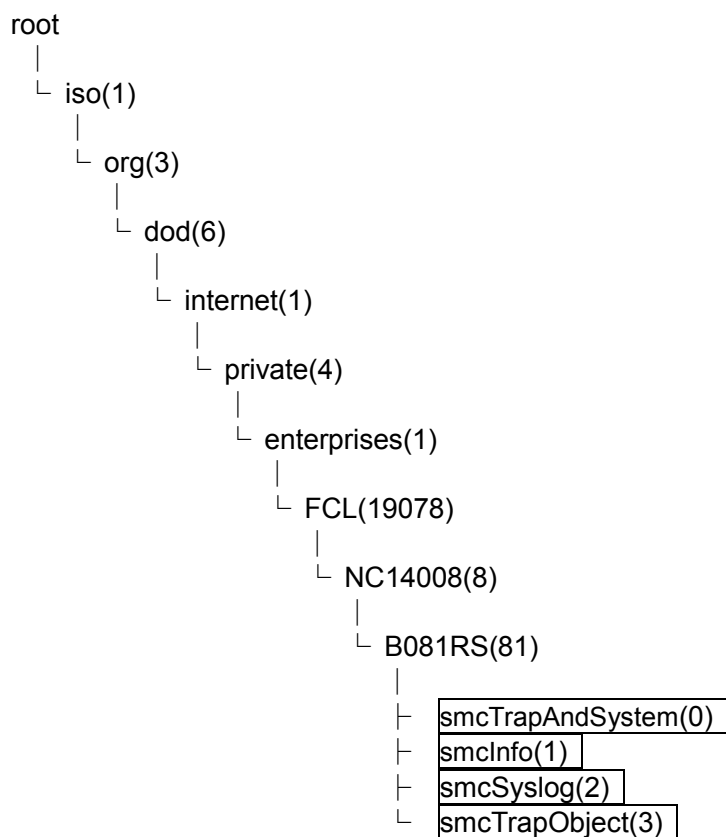 root
iso(1)
org(3)
dod(6)
internet(1)
private(4)
enterprises(1)
FCL(19078)
NC14008(8)
B081RS(81)
smcTrapAndSystem(0)
smcInfo(1)
smcSyslog(2)
smcTrapObject(3)